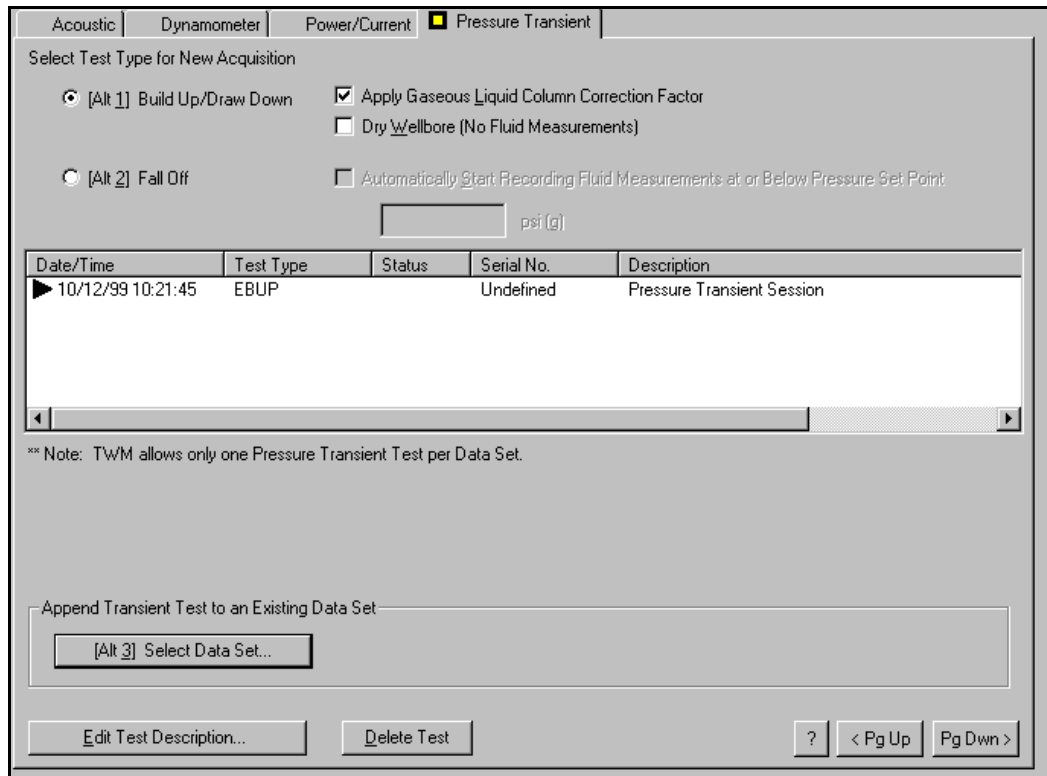 Acoustic Dynamometer Power/Current Pressure Transient
Select Test Type for New Acquisition
[Alt 1] Build Up/Draw Down Apply Gaseous Liquid Column Correction Factor
Dry Wellbore (No Fluid Measurements)
[Alt 2] Fall Off Automatically Start Recording Fluid Measurements at or Below Pressure Set Point
psi (g)
Date/Time Test Type Status Serial No. Description
10/12/99 10:21:45 EBUP Undefined Pressure Transient Session
** Note: TWM allows only one Pressure Transient Test per Data Set.
Append Transient Test to an Existing Data Set
[Alt 3] Select Data Set...
Edit Test Description... Delete Test ? < Pg Up Pg Dwn >